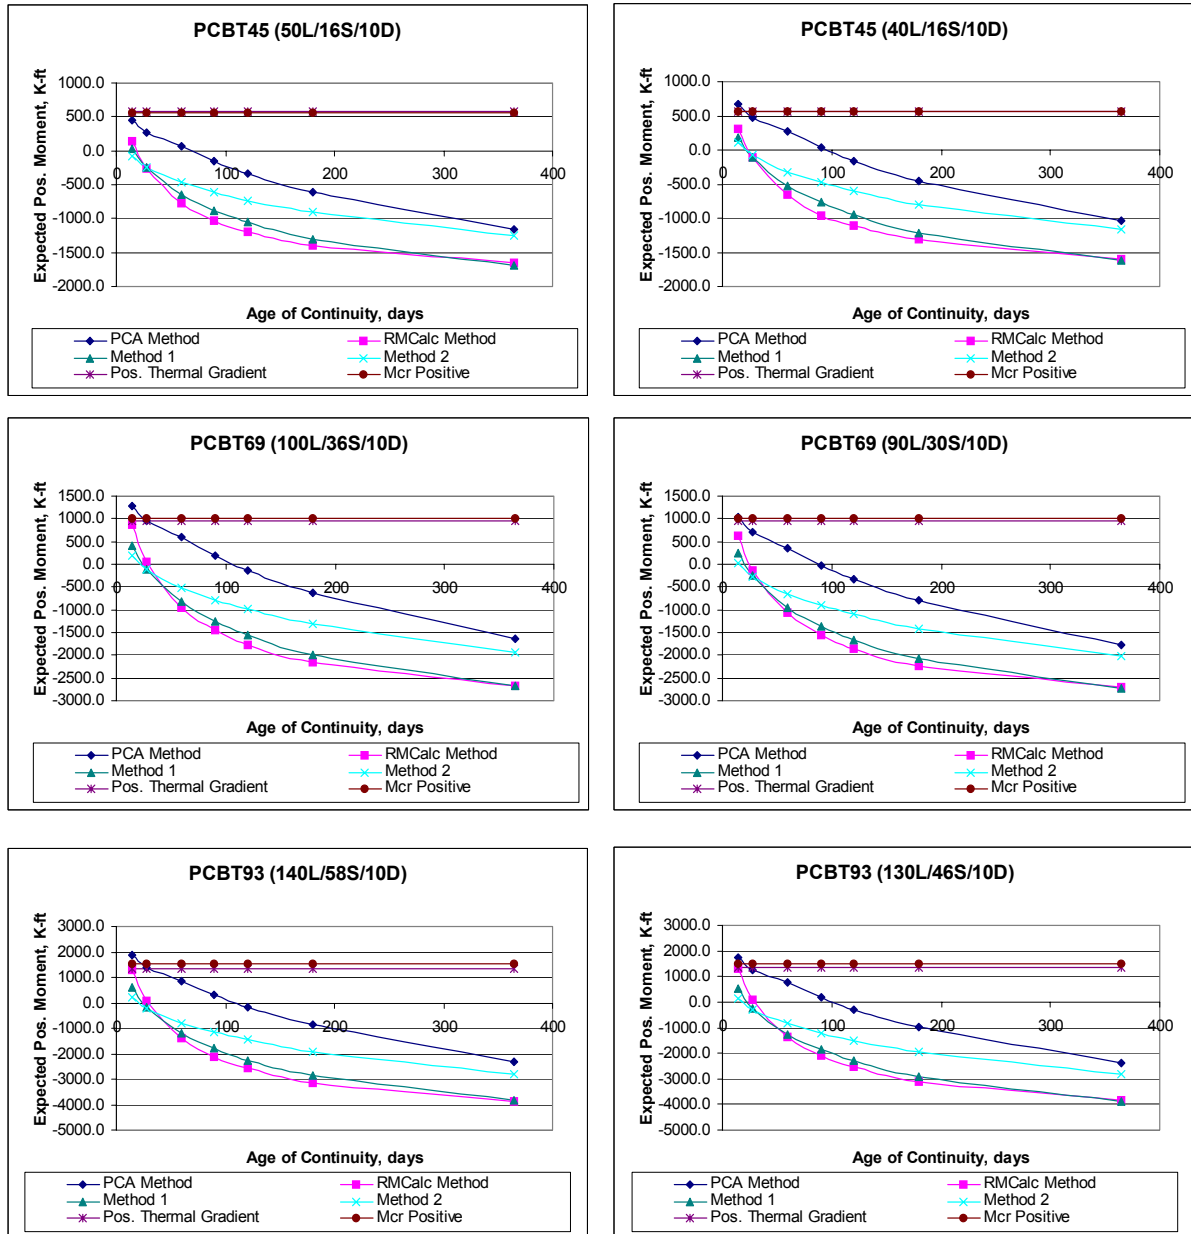 PCBT45 (50L/16S/10D)
Expected Pos. Moment, K-ft
1000.0
500.0
0.0
-500.0
-1000.0
-1500.0
-2000.0
0 100 200 300 400
Age of Continuity, days
PCA Method RMCalc Method
Method 1 Method 2
Pos. Thermal Gradient Mcr Positive
PCBT45 (40L/16S/10D)
Expected Pos. Moment, K-ft
1000.0
500.0
0.0
-500.0
-1000.0
-1500.0
-2000.0
0 100 200 300 400
Age of Continuity, days
PCA Method RMCalc Method
Method 1 Method 2
Pos. Thermal Gradient Mcr Positive
PCBT69 (100L/36S/10D)
Expected Pos. Moment, K-ft
1500.0
1000.0
500.0
0.0
-500.0
-1000.0
-1500.0
-2000.0
-2500.0
-3000.0
0 100 200 300 400
Age of Continuity, days
PCA Method RMCalc Method
Method 1 Method 2
Pos. Thermal Gradient Mcr Positive
PCBT69 (90L/30S/10D)
Expected Pos. Moment, K-ft
1500.0
1000.0
500.0
0.0
-500.0
-1000.0
-1500.0
-2000.0
-2500.0
-3000.0
0 100 200 300 400
Age of Continuity, days
PCA Method RMCalc Method
Method 1 Method 2
Pos. Thermal Gradient Mcr Positive
PCBT93 (140L/58S/10D)
Expected Pos. Moment, K-ft
3000.0
2000.0
1000.0
0.0
-1000.0
-2000.0
-3000.0
-4000.0
-5000.0
0 100 200 300 400
Age of Continuity, days
PCA Method RMCalc Method
Method 1 Method 2
Pos. Thermal Gradient Mcr Positive
PCBT93 (130L/46S/10D)
Expected Pos. Moment, K-ft
3000.0
2000.0
1000.0
0.0
-1000.0
-2000.0
-3000.0
-4000.0
-5000.0
0 100 200 300 400
Age of Continuity, days
PCA Method RMCalc Method
Method 1 Method 2
Pos. Thermal Gradient Mcr Positive